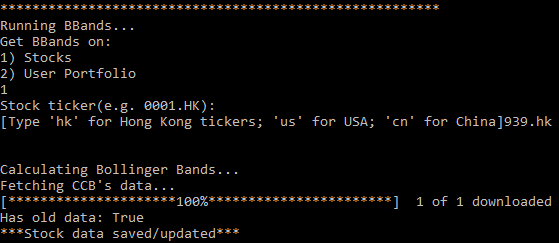 *******************************************************
Running BBands...
Get BBands on:
1) Stocks
2) User Portfolio
1
Stock ticker(e.g. 0001.HK):
[Type 'hk' for Hong Kong tickers; 'us' for USA; 'cn' for China]939.hk
Calculating Bollinger Bands...
Fetching CCB's data...
[*********************100%***********************]  1 of 1 downloaded
Has old data: True
***Stock data saved/updated***